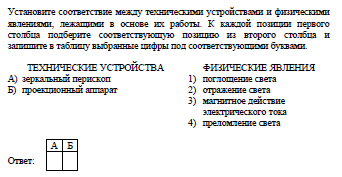 Установите соответствие между техническими устройствами и физическими
явлениями, лежащими в основе их работы. К каждой позиции первого
столбца подберите соответствующую позицию из второго столбца и
запишите в таблицу выбранные цифры под соответствующими буквами.
ТЕХНИЧЕСКИЕ УСТРОЙСТВА
А) зеркальный перископ
Б) проекционный аппарат
ФИЗИЧЕСКИЕ ЯВЛЕНИЯ
1) поглощение света
2) отражение света
3) магнитное действие
электрического тока
4) преломление света
А Б
Ответ: